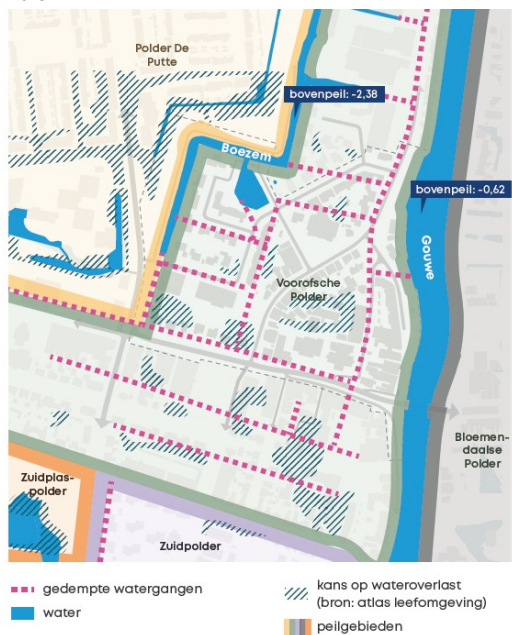 Polder De
Putte
bovenpeil: -2,38
Boezem
bovenpeil: -0,62
Gouwe
Voorofsche
Polder
Bloemen-
daalse
Polder
Zuidplas-
polder
Zuidpolder
gedempte watergangen
water
kans op wateroverlast
(bron: atlas leefomgeving)
peilgebieden